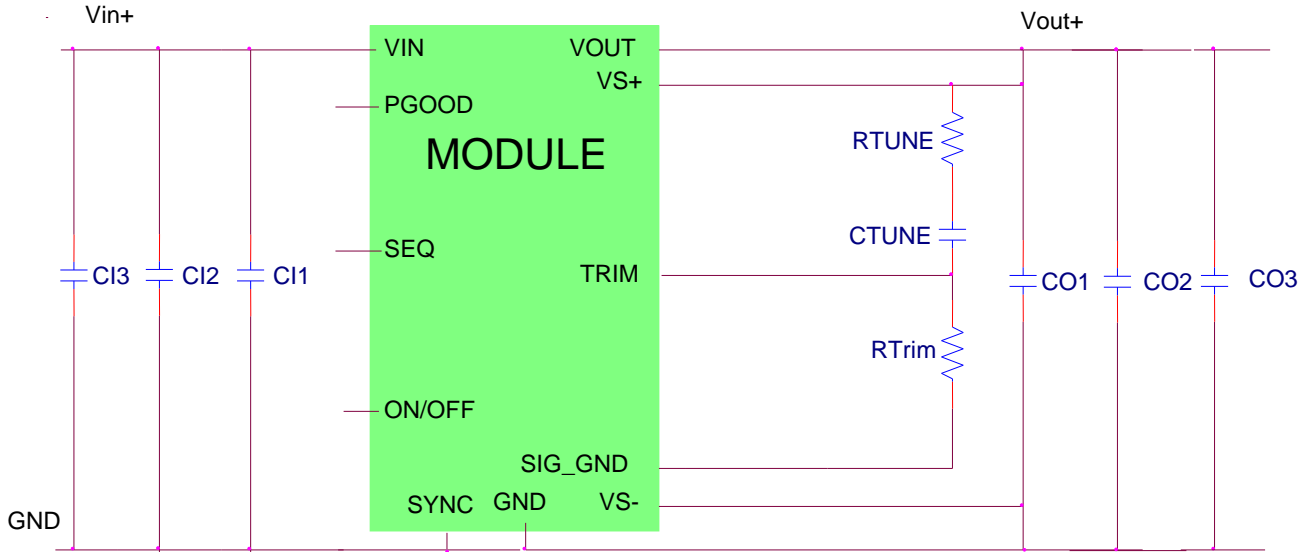 Vin+
Vout+
VIN
VOUT
VS+
PGOOD
MODULE
RTUNE
CTUNE
SEQ
TRIM
CI3
CI2
CI1
CO1
CO2
CO3
RTrim
ON/OFF
SIG_GND
SYNC
GND
VS-
GND